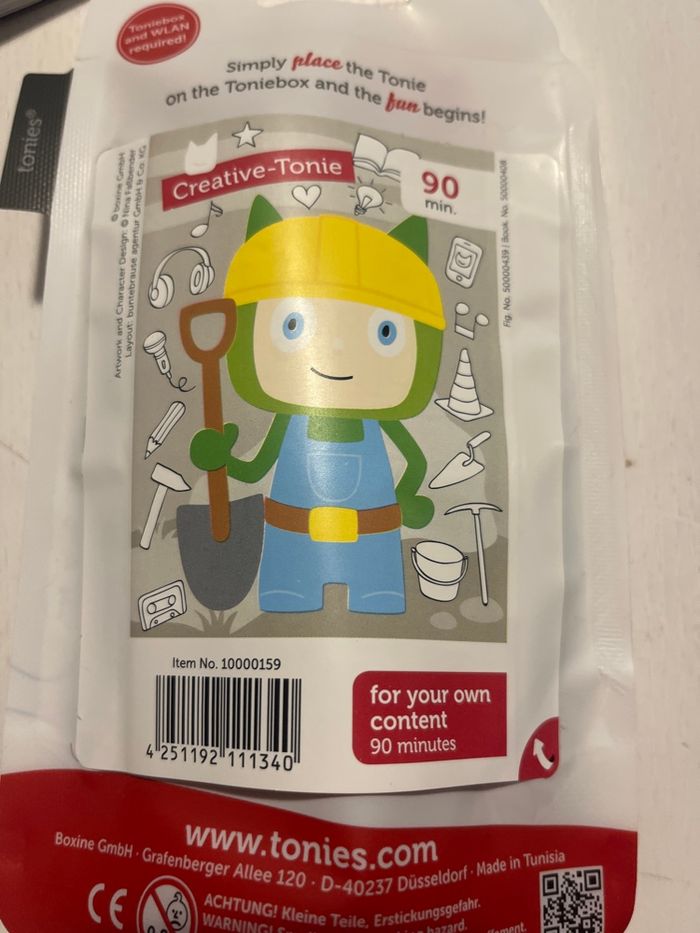 Toniebox
and WLAN
required!
tonies®
Simply place the Tonie
on the Toniebox and the fun begins!
Creative-Tonie
90
min.
© boxine GmbH
Artwork and Character Design: © Nina Faßbender
Layout: buntebrause agentur GmbH & Co. KG
Fig. No. 50000439 | Book. No. 50000408
Item No. 10000159
4 251192 111340
for your own
content
90 minutes
www.tonies.com
Boxine GmbH · Grafenberger Allee 120 · D-40237 Düsseldorf · Made in Tunisia
CE
ACHTUNG! Kleine Teile, Erstickungsgefahr.
WARNING! hazard.